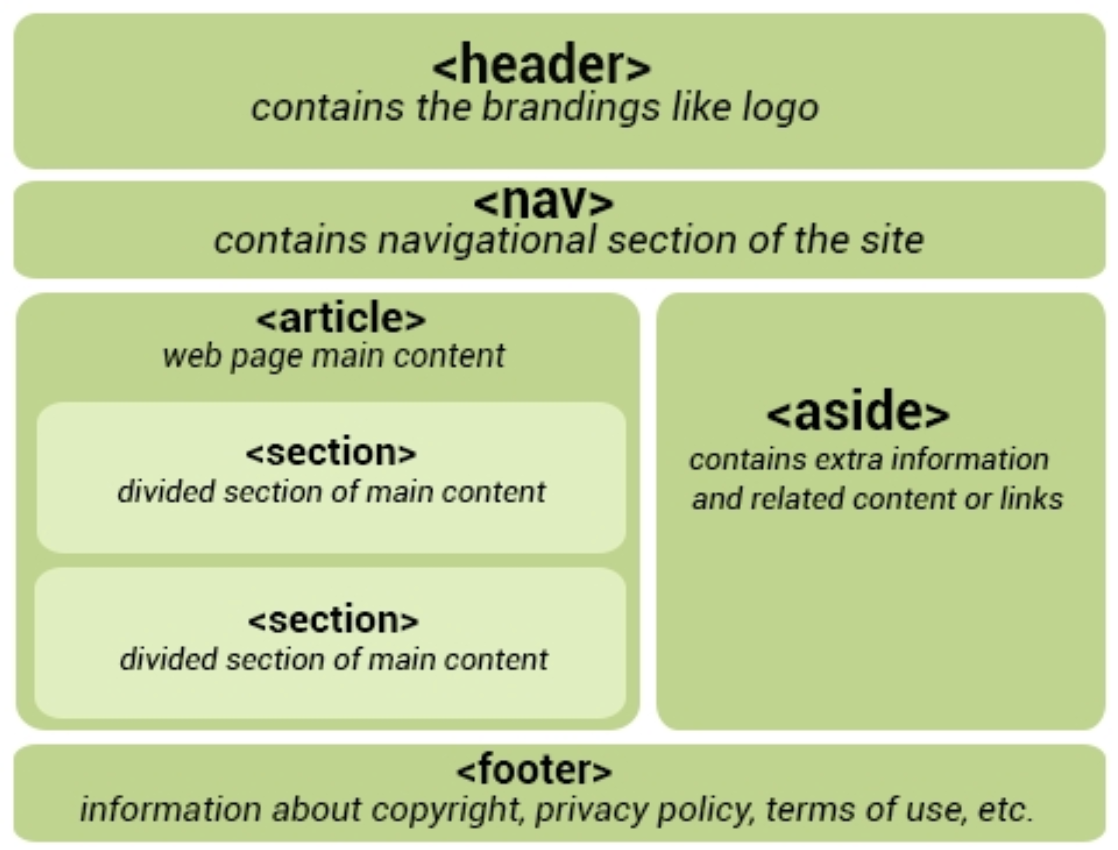 <header>
contains the brandings like logo
<nav>
contains navigational section of the site
<article>
web page main content
<section>
divided section of main content
<section>
divided section of main content
<aside>
contains extra information
and related content or links
<footer>
information about copyright, privacy policy, terms of use, etc.